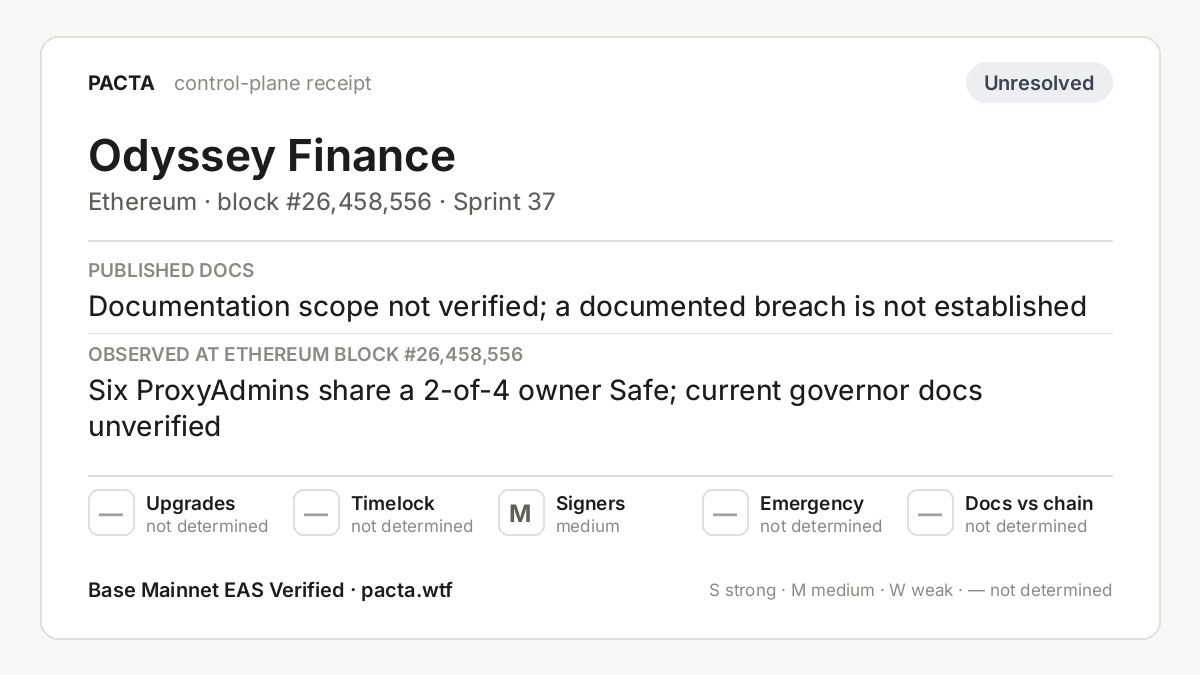 PACTA control-plane receipt
Unresolved
Odyssey Finance
Ethereum · block #26,458,556 · Sprint 37
PUBLISHED DOCS
Documentation scope not verified; a documented breach is not established
OBSERVED AT ETHEREUM BLOCK #26,458,556
Six ProxyAdmins share a 2-of-4 owner Safe; current governor docs
unverified
— Upgrades
not determined
— Timelock
not determined
M Signers
medium
— Emergency
not determined
— Docs vs chain
not determined
Base Mainnet EAS Verified · pacta.wtf
S strong · M medium · W weak · — not determined